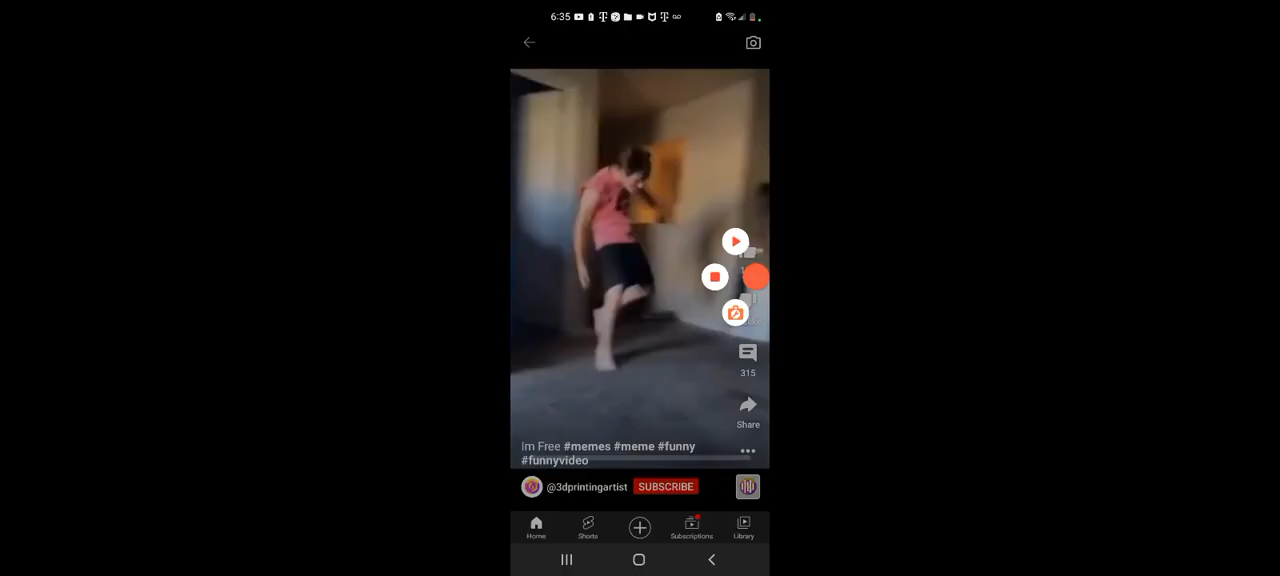 6:35
315
Share
Im Free #memes #meme #funny
#funnyvideo
@3dprintingartist SUBSCRIBE
Home Shorts Subscriptions Library